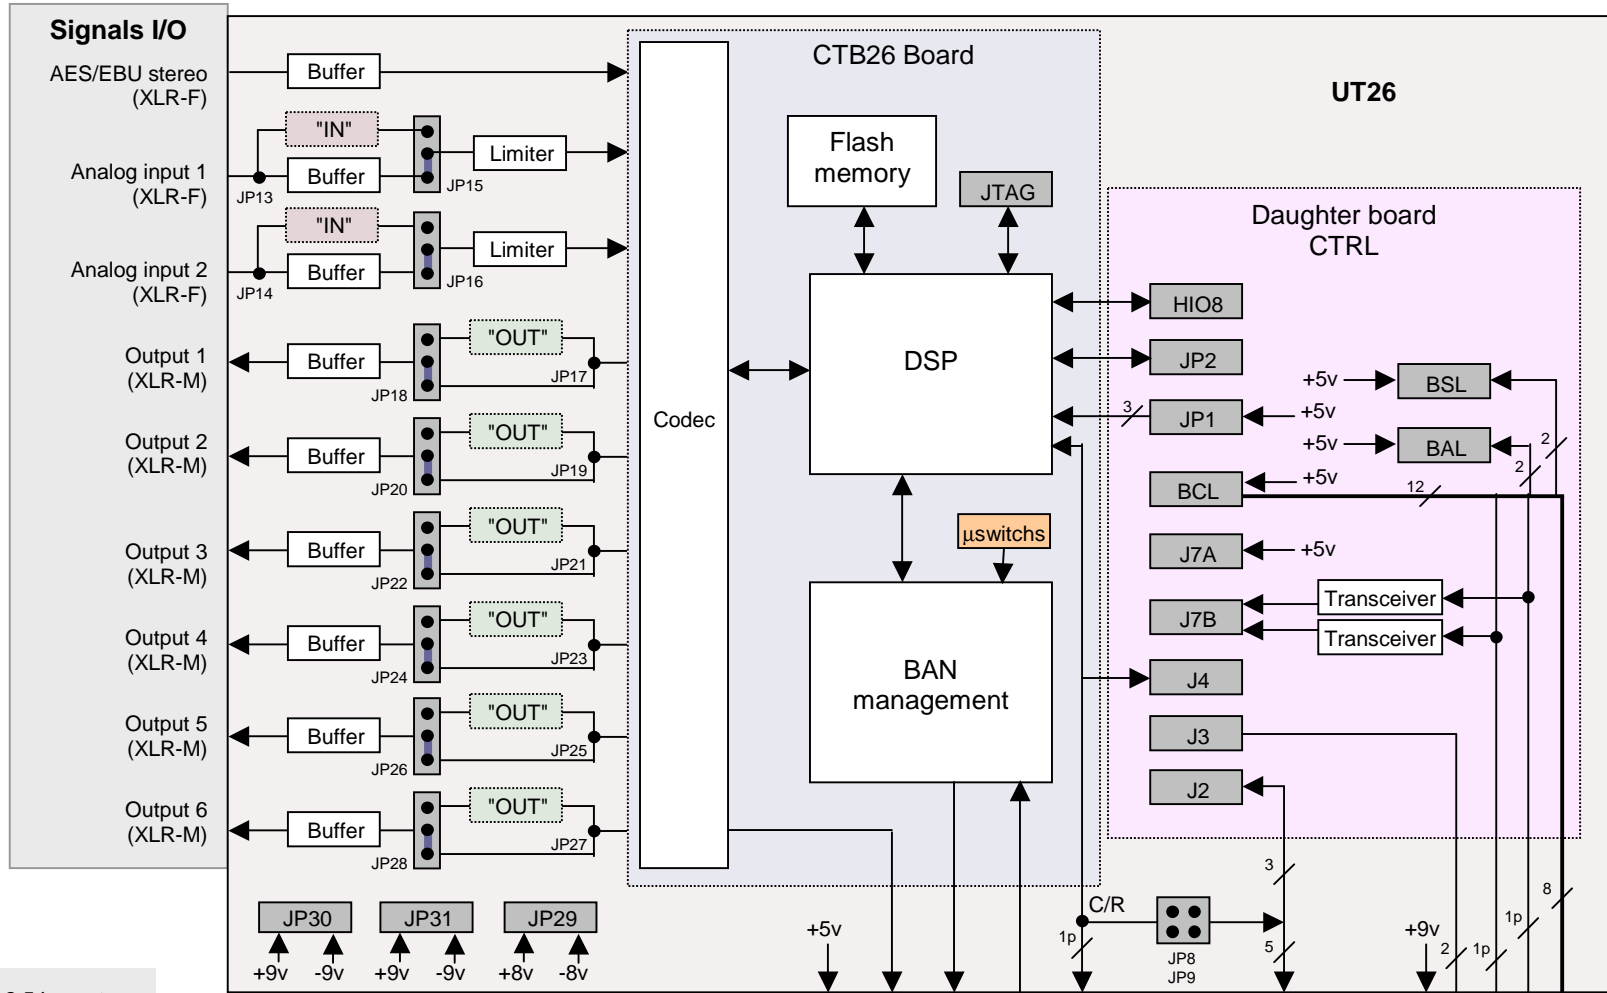 Signals I/O
AES/EBU stereo
(XLR-F)
Buffer
"IN"
Analog input 1
(XLR-F)
JP13
Buffer
JP15
Limiter
"IN"
Analog input 2
(XLR-F)
JP14
Buffer
JP16
Limiter
Output 1
(XLR-M)
Buffer
JP18
"OUT"
JP17
Output 2
(XLR-M)
Buffer
JP20
"OUT"
JP19
Output 3
(XLR-M)
Buffer
JP22
"OUT"
JP21
Output 4
(XLR-M)
Buffer
JP24
"OUT"
JP23
Output 5
(XLR-M)
Buffer
JP26
"OUT"
JP25
Output 6
(XLR-M)
Buffer
JP28
"OUT"
JP27
JP30
+9v
-9v
JP31
+9v
-9v
JP29
+8v
-8v
CTB26 Board
Codec
Flash
memory
JTAG
DSP
µswitchs
BAN
management
+5v
UT26
Daughter board
CTRL
HIO8
JP2
3
JP1
+5v
+5v
BSL
+5v
BAL
2
2
BCL
+5v
12
J7A
+5v
J7B
Transceiver
Transceiver
J4
J3
J2
3
C/R
1p
JP8
JP9
5
+9v
2
1p
1p
8